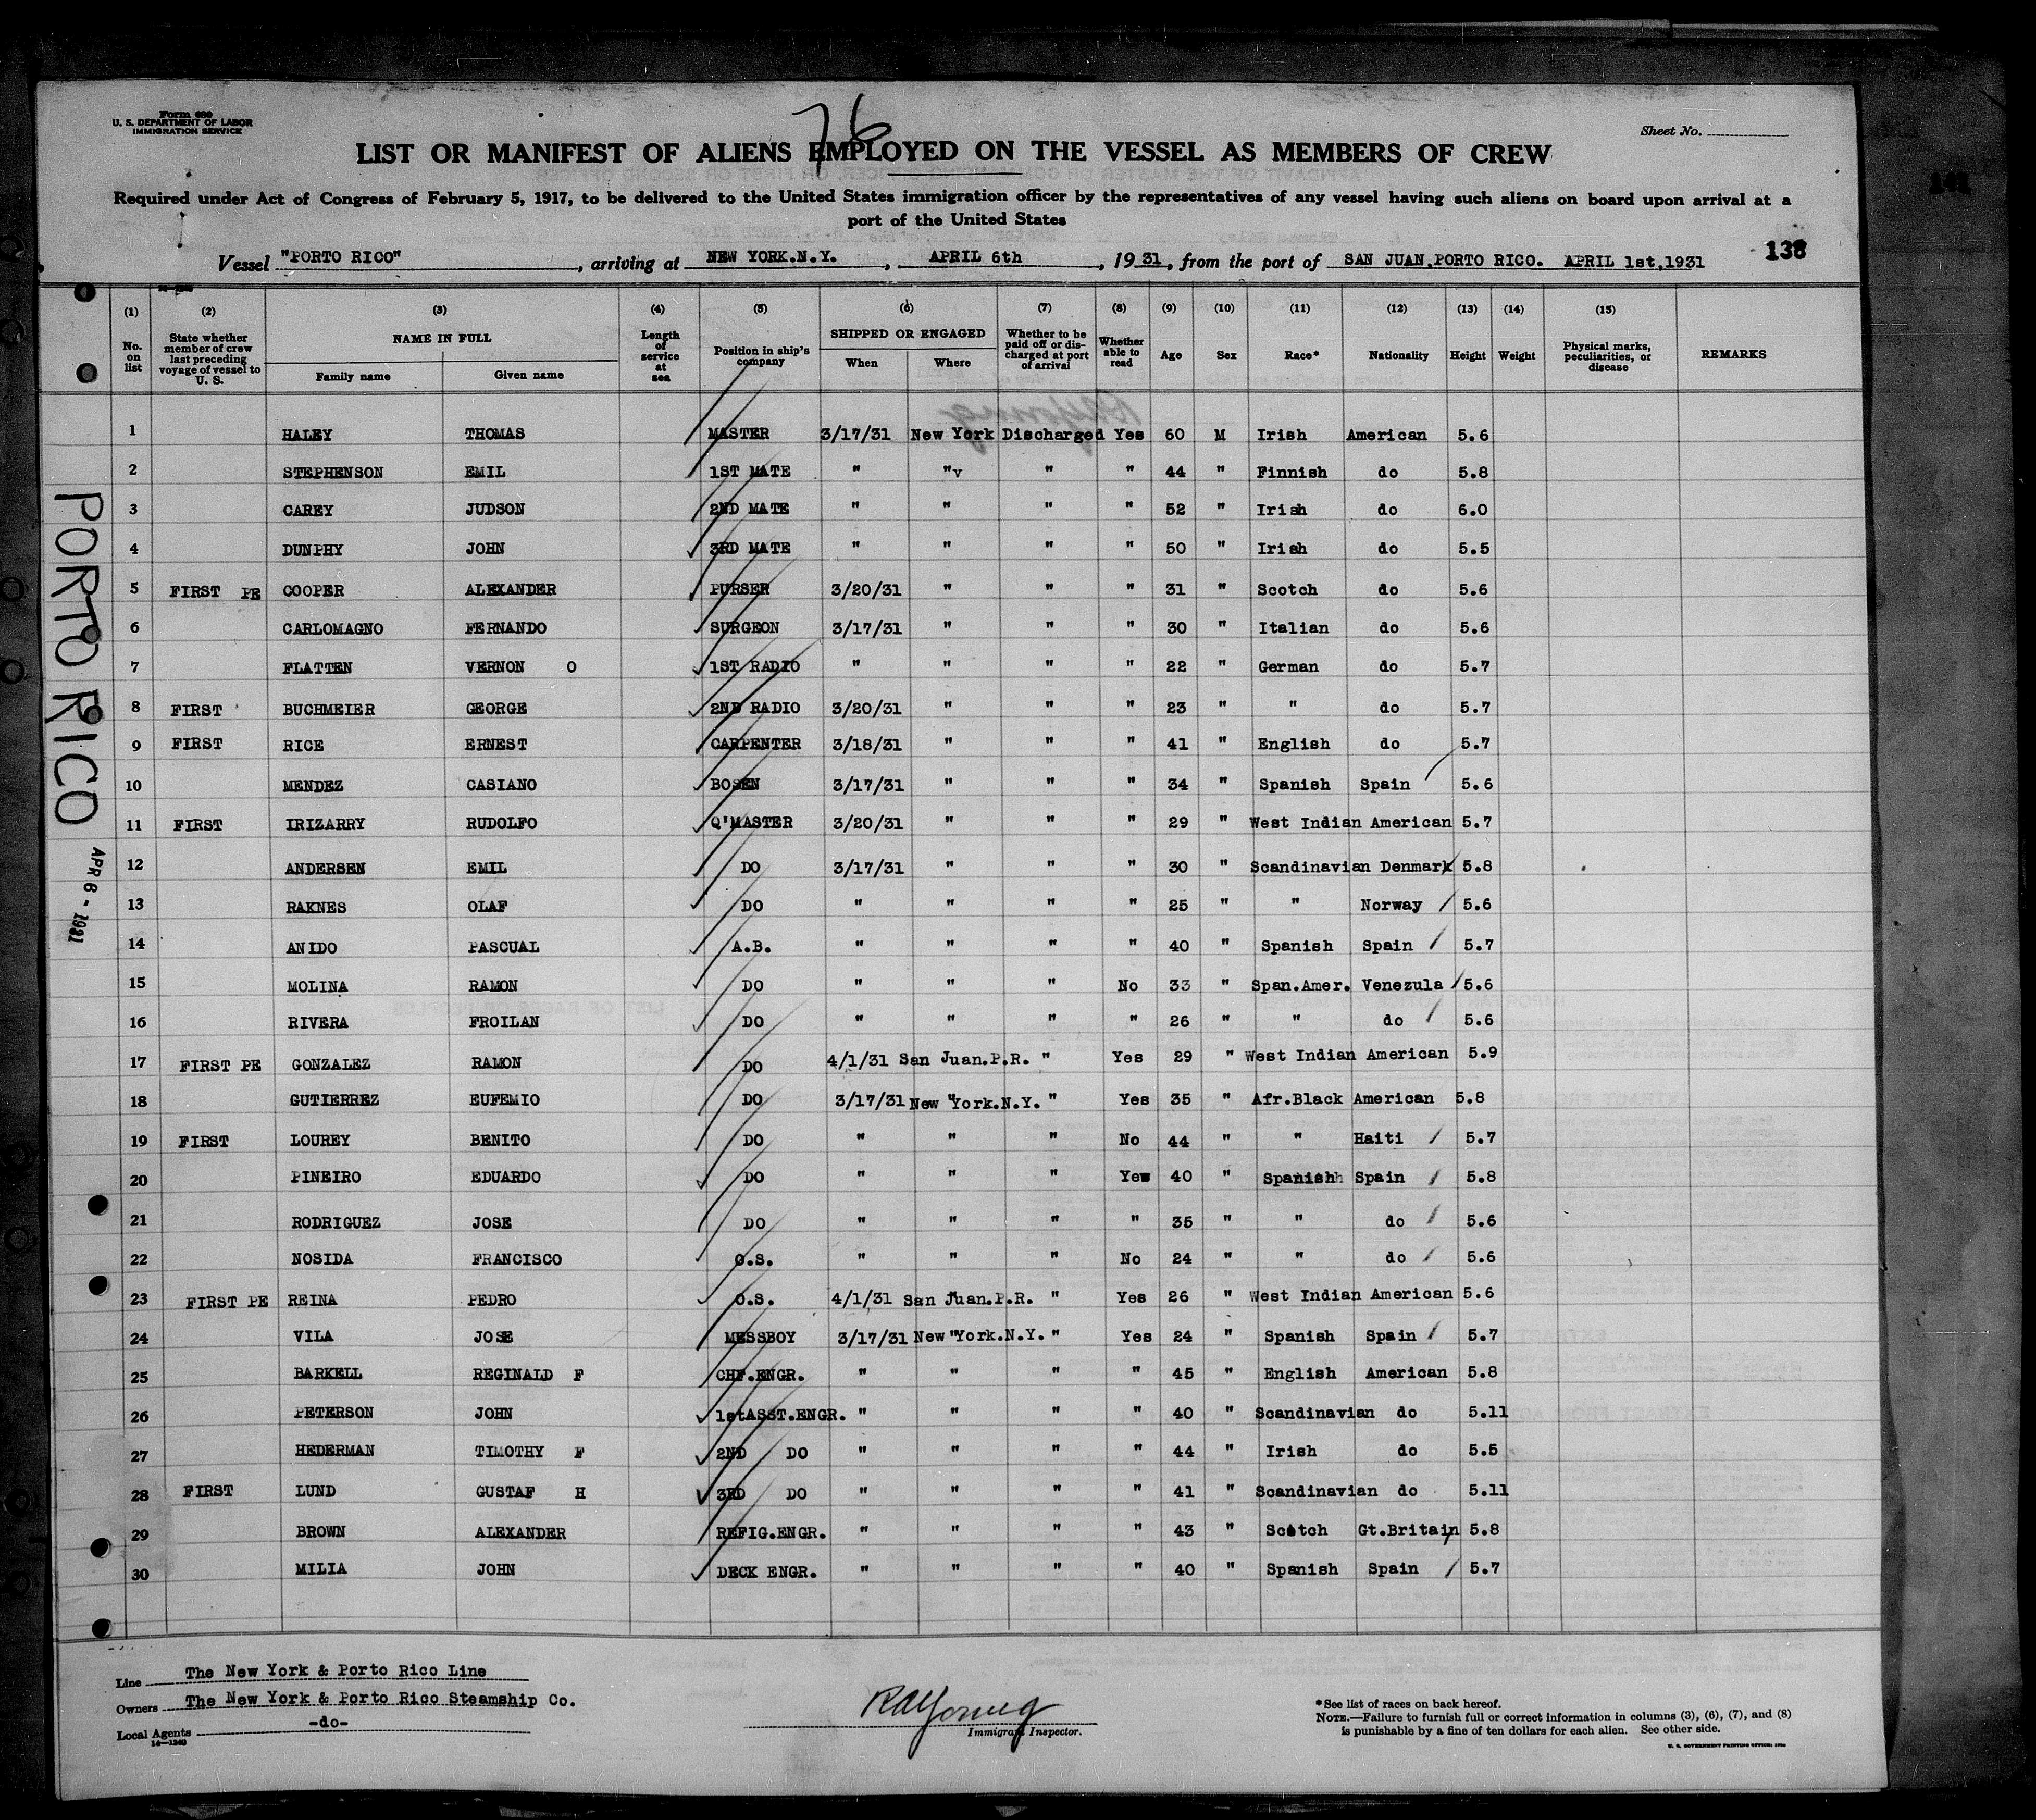 Form 680
U. S. DEPARTMENT OF LABOR
IMMIGRATION SERVICE
76
Sheet No.
LIST OR MANIFEST OF ALIENS EMPLOYED ON THE VESSEL AS MEMBERS OF CREW
Required under Act of Congress of February 5, 1917, to be delivered to the United States immigration officer by the representatives of any vessel having such aliens on board upon arrival at a
port of the United States
141
Vessel "PORTO RICO", arriving at NEW YORK.N.Y., APRIL 6th, 1931, from the port of SAN JUAN,PORTO RICO. APRIL 1st,1931 138
(1) (2) (3) (4) (5) (6) (7) (8) (9) (10) (11) (12) (13) (14) (15)
No. on list State whether member of crew last preceding voyage of vessel to U. S. NAME IN FULL Family name Given name Length of service at sea Position in ship's company SHIPPED OR ENGAGED When Where Whether to be paid off or discharged at port of arrival Whether able to read Age Sex Race* Nationality Height Weight Physical marks, peculiarities, or disease REMARKS
1 HALEY THOMAS MASTER 3/17/31 New York Discharged Yes 60 M Irish American 5.6
2 STEPHENSON EMIL 1ST MATE " "v " " 44 " Finnish do 5.8
3 CAREY JUDSON 2ND MATE " " " " 52 " Irish do 6.0
4 DUNPHY JOHN 3RD MATE " " " " 50 " Irish do 5.5
5 FIRST PE COOPER ALEXANDER PURSER 3/20/31 " " " 31 " Scotch do 5.6
6 CARLOMAGNO FERNANDO SURGEON 3/17/31 " " " 30 " Italian do 5.6
7 FLATTEN VERNON O 1ST RADIO " " " " 22 " German do 5.7
8 FIRST BUCHMEIER GEORGE 2ND RADIO 3/20/31 " " " 23 " " do 5.7
9 FIRST RICE ERNEST CARPENTER 3/18/31 " " " 41 " English do 5.7
10 MENDEZ CASIANO BOSEN 3/17/31 " " " 34 " Spanish Spain 5.6
11 FIRST IRIZARRY RUDOLFO Q'MASTER 3/20/31 " " " 29 " West Indian American 5.7
12 ANDERSEN EMIL DO 3/17/31 " " " 30 " Scandinavian Denmark 5.8
13 RAKNES OLAF DO " " " " 25 " " Norway 5.6
14 ANIDO PASCUAL A.B. " " " " 40 " Spanish Spain 5.7
15 MOLINA RAMON DO " " " No 33 " Span.Amer. Venezula 5.6
16 RIVERA FROILAN DO " " " " 26 " " do 5.6
17 FIRST PE GONZALEZ RAMON DO 4/1/31 San Juan.P.R. " Yes 29 " West Indian American 5.9
18 GUTIERREZ EUFEMIO DO 3/17/31 New York.N.Y. " Yes 35 " Afr.Black American 5.8
19 FIRST LOUREY BENITO DO " " " No 44 " " Haiti 5.7
20 PINEIRO EDUARDO DO " " " Yes 40 " Spanish Spain 5.8
21 RODRIGUEZ JOSE DO " " " " 35 " " do 5.6
22 NOSIDA FRANCISCO O.S. " " " No 24 " " do 5.6
23 FIRST PE REINA PEDRO O.S. 4/1/31 San Juan.P.R. " Yes 26 " West Indian American 5.6
24 VILA JOSE MESSBOY 3/17/31 New York.N.Y. " Yes 24 " Spanish Spain 5.7
25 BARKELL REGINALD F CHF.ENGR. " " " " 45 " English American 5.8
26 PETERSON JOHN 1stASST.ENGR. " " " " 40 " Scandinavian do 5.11
27 HEDERMAN TIMOTHY F 2ND DO " " " " 44 " Irish do 5.5
28 FIRST LUND GUSTAF H 3RD DO " " " " 41 " Scandinavian do 5.11
29 BROWN ALEXANDER REFIG.ENGR. " " " " 43 " Scotch Gt.Britain 5.8
30 MILIA JOHN DECK ENGR. " " " " 40 " Spanish Spain 5.7
PORTO RICO
APR 6 - 1931
Line The New York & Porto Rico Line
Owners The New York & Porto Rico Steamship Co.
Local Agents -do-
14—1240
RAYoung
Immigrant Inspector.
*See list of races on back hereof.
NOTE.—Failure to furnish full or correct information in columns (3), (6), (7), and (8)
is punishable by a fine of ten dollars for each alien. See other side.